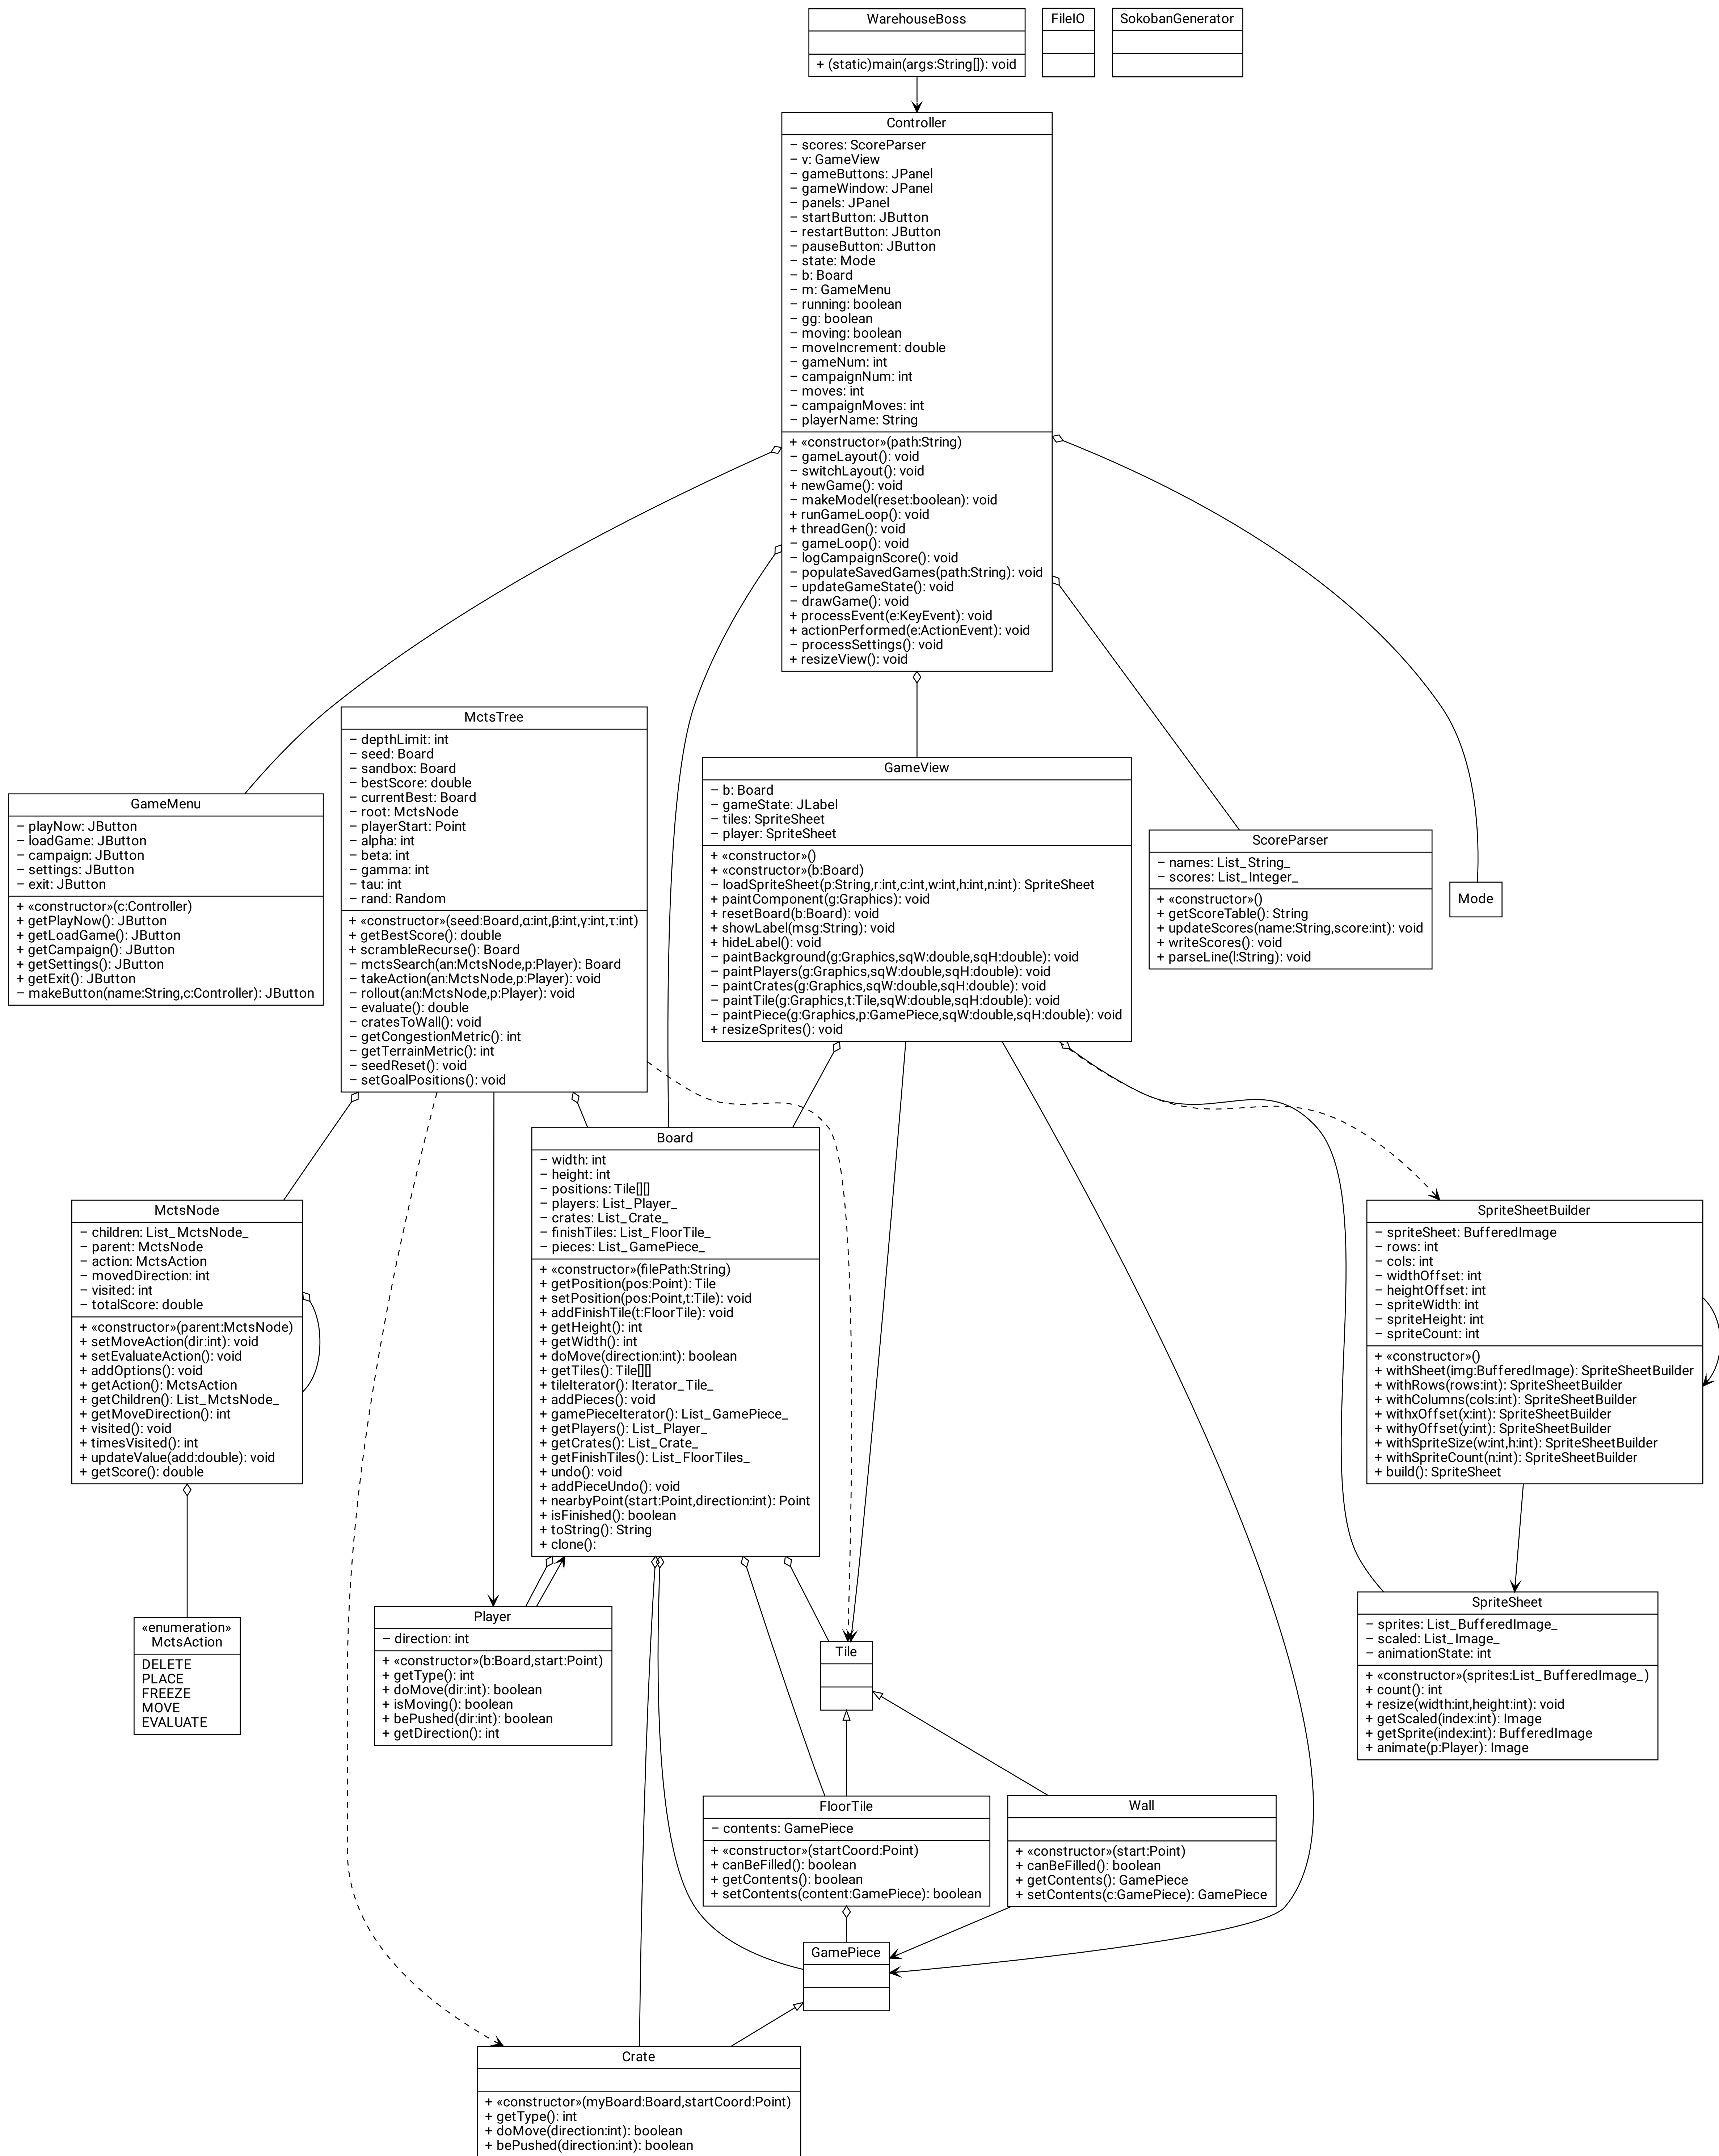 WarehouseBoss
+ (static)main(args:String[]): void
FileIO
SokobanGenerator
Controller
− scores: ScoreParser
− v: GameView
− gameButtons: JPanel
− gameWindow: JPanel
− panels: JPanel
− startButton: JButton
− restartButton: JButton
− pauseButton: JButton
− state: Mode
− b: Board
− m: GameMenu
− running: boolean
− gg: boolean
− moving: boolean
− moveIncrement: double
− gameNum: int
− campaignNum: int
− moves: int
− campaignMoves: int
− playerName: String
+ «constructor»(path:String)
− gameLayout(): void
− switchLayout(): void
+ newGame(): void
− makeModel(reset:boolean): void
+ runGameLoop(): void
+ threadGen(): void
− gameLoop(): void
− logCampaignScore(): void
− populateSavedGames(path:String): void
− updateGameState(): void
− drawGame(): void
+ processEvent(e:KeyEvent): void
+ actionPerformed(e:ActionEvent): void
− processSettings(): void
+ resizeView(): void
GameMenu
− playNow: JButton
− loadGame: JButton
− campaign: JButton
− settings: JButton
− exit: JButton
+ «constructor»(c:Controller)
+ getPlayNow(): JButton
+ getLoadGame(): JButton
+ getCampaign(): JButton
+ getSettings(): JButton
+ getExit(): JButton
− makeButton(name:String,c:Controller): JButton
MctsTree
− depthLimit: int
− seed: Board
− sandbox: Board
− bestScore: double
− currentBest: Board
− root: MctsNode
− playerStart: Point
− alpha: int
− beta: int
− gamma: int
− tau: int
− rand: Random
+ «constructor»(seed:Board,α:int,β:int,γ:int,τ:int)
+ getBestScore(): double
+ scrambleRecurse(): Board
− mctsSearch(an:MctsNode,p:Player): Board
− takeAction(an:MctsNode,p:Player): void
− rollout(an:MctsNode,p:Player): void
− evaluate(): double
− cratesToWall(): void
− getCongestionMetric(): int
− getTerrainMetric(): int
− seedReset(): void
− setGoalPositions(): void
GameView
− b: Board
− gameState: JLabel
− tiles: SpriteSheet
− player: SpriteSheet
+ «constructor»()
+ «constructor»(b:Board)
− loadSpriteSheet(p:String,r:int,c:int,w:int,h:int,n:int): SpriteSheet
+ paintComponent(g:Graphics): void
+ resetBoard(b:Board): void
+ showLabel(msg:String): void
+ hideLabel(): void
− paintBackground(g:Graphics,sqW:double,sqH:double): void
− paintPlayers(g:Graphics,sqW:double,sqH:double): void
− paintCrates(g:Graphics,sqW:double,sqH:double): void
− paintTile(g:Graphics,t:Tile,sqW:double,sqH:double): void
− paintPiece(g:Graphics,p:GamePiece,sqW:double,sqH:double): void
+ resizeSprites(): void
ScoreParser
− names: List_String_
− scores: List_Integer_
+ «constructor»()
+ getScoreTable(): String
+ updateScores(name:String,score:int): void
+ writeScores(): void
+ parseLine(l:String): void
Mode
MctsNode
− children: List_MctsNode_
− parent: MctsNode
− action: MctsAction
− movedDirection: int
− visited: int
− totalScore: double
+ «constructor»(parent:MctsNode)
+ setMoveAction(dir:int): void
+ setEvaluateAction(): void
+ addOptions(): void
+ getAction(): MctsAction
+ getChildren(): List_MctsNode_
+ getMoveDirection(): int
+ visited(): void
+ timesVisited(): int
+ updateValue(add:double): void
+ getScore(): double
Board
− width: int
− height: int
− positions: Tile[][]
− players: List_Player_
− crates: List_Crate_
− finishTiles: List_FloorTile_
− pieces: List_GamePiece_
+ «constructor»(filePath:String)
+ getPosition(pos:Point): Tile
+ setPosition(pos:Point,t:Tile): void
+ addFinishTile(t:FloorTile): void
+ getHeight(): int
+ getWidth(): int
+ doMove(direction:int): boolean
+ getTiles(): Tile[][]
+ tileIterator(): Iterator_Tile_
+ addPieces(): void
+ gamePieceIterator(): List_GamePiece_
+ getPlayers(): List_Player_
+ getCrates(): List_Crate_
+ getFinishTiles(): List_FloorTiles_
+ undo(): void
+ addPieceUndo(): void
+ nearbyPoint(start:Point,direction:int): Point
+ isFinished(): boolean
+ toString(): String
+ clone():
SpriteSheetBuilder
− spriteSheet: BufferedImage
− rows: int
− cols: int
− widthOffset: int
− heightOffset: int
− spriteWidth: int
− spriteHeight: int
− spriteCount: int
+ «constructor»()
+ withSheet(img:BufferedImage): SpriteSheetBuilder
+ withRows(rows:int): SpriteSheetBuilder
+ withColumns(cols:int): SpriteSheetBuilder
+ withxOffset(x:int): SpriteSheetBuilder
+ withyOffset(y:int): SpriteSheetBuilder
+ withSpriteSize(w:int,h:int): SpriteSheetBuilder
+ withSpriteCount(n:int): SpriteSheetBuilder
+ build(): SpriteSheet
«enumeration»
MctsAction
DELETE
PLACE
FREEZE
MOVE
EVALUATE
Player
− direction: int
+ «constructor»(b:Board,start:Point)
+ getType(): int
+ doMove(dir:int): boolean
+ isMoving(): boolean
+ bePushed(dir:int): boolean
+ getDirection(): int
Tile
SpriteSheet
− sprites: List_BufferedImage_
− scaled: List_Image_
− animationState: int
+ «constructor»(sprites:List_BufferedImage_)
+ count(): int
+ resize(width:int,height:int): void
+ getScaled(index:int): Image
+ getSprite(index:int): BufferedImage
+ animate(p:Player): Image
FloorTile
− contents: GamePiece
+ «constructor»(startCoord:Point)
+ canBeFilled(): boolean
+ getContents(): boolean
+ setContents(content:GamePiece): boolean
Wall
+ «constructor»(start:Point)
+ canBeFilled(): boolean
+ getContents(): GamePiece
+ setContents(c:GamePiece): GamePiece
GamePiece
Crate
+ «constructor»(myBoard:Board,startCoord:Point)
+ getType(): int
+ doMove(direction:int): boolean
+ bePushed(direction:int): boolean